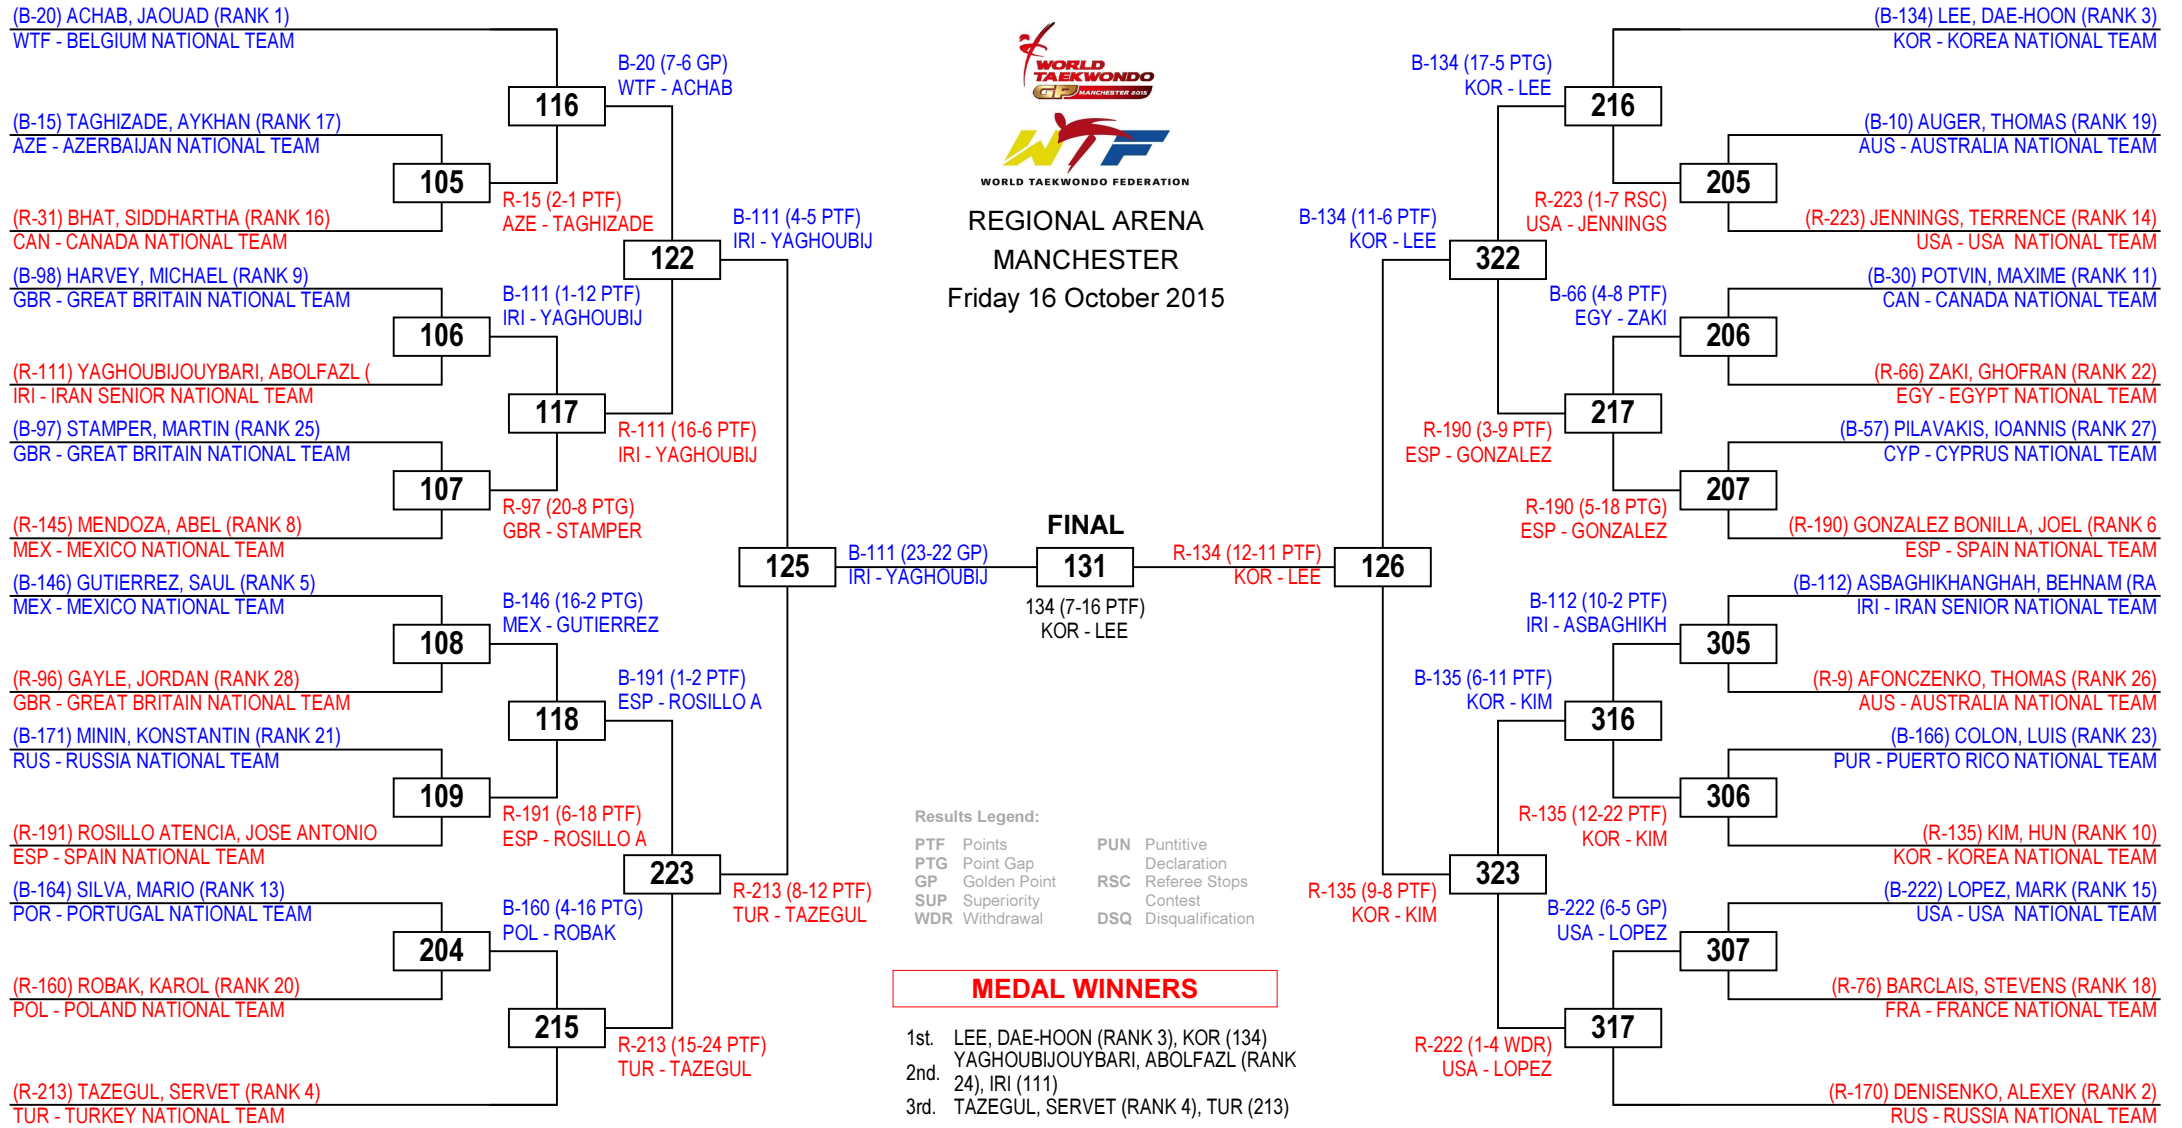 (B-20) ACHAB, JAOUAD (RANK 1)
WTF - BELGIUM NATIONAL TEAM
(B-15) TAGHIZADE, AYKHAN (RANK 17)
AZE - AZERBAIJAN NATIONAL TEAM
(R-31) BHAT, SIDDHARTHA (RANK 16)
CAN - CANADA NATIONAL TEAM
(B-98) HARVEY, MICHAEL (RANK 9)
GBR - GREAT BRITAIN NATIONAL TEAM
(R-111) YAGHOUBIJOUYBARI, ABOLFAZL (
IRI - IRAN SENIOR NATIONAL TEAM
(B-97) STAMPER, MARTIN (RANK 25)
GBR - GREAT BRITAIN NATIONAL TEAM
(R-145) MENDOZA, ABEL (RANK 8)
MEX - MEXICO NATIONAL TEAM
(B-146) GUTIERREZ, SAUL (RANK 5)
MEX - MEXICO NATIONAL TEAM
(R-96) GAYLE, JORDAN (RANK 28)
GBR - GREAT BRITAIN NATIONAL TEAM
(B-171) MININ, KONSTANTIN (RANK 21)
RUS - RUSSIA NATIONAL TEAM
(R-191) ROSILLO ATENCIA, JOSE ANTONIO
ESP - SPAIN NATIONAL TEAM
(B-164) SILVA, MARIO (RANK 13)
POR - PORTUGAL NATIONAL TEAM
(R-160) ROBAK, KAROL (RANK 20)
POL - POLAND NATIONAL TEAM
(R-213) TAZEGUL, SERVET (RANK 4)
TUR - TURKEY NATIONAL TEAM
105
106
107
108
109
204
R-15 (2-1 PTF)
AZE - TAGHIZADE
B-111 (1-12 PTF)
IRI - YAGHOUBIJ
R-97 (20-8 PTG)
GBR - STAMPER
B-146 (16-2 PTG)
MEX - GUTIERREZ
R-191 (6-18 PTF)
ESP - ROSILLO A
B-160 (4-16 PTG)
POL - ROBAK
116
117
118
215
B-20 (7-6 GP)
WTF - ACHAB
R-111 (16-6 PTF)
IRI - YAGHOUBIJ
B-191 (1-2 PTF)
ESP - ROSILLO A
R-213 (15-24 PTF)
TUR - TAZEGUL
122
223
B-111 (4-5 PTF)
IRI - YAGHOUBIJ
R-213 (8-12 PTF)
TUR - TAZEGUL
125
B-111 (23-22 GP)
IRI - YAGHOUBIJ
WORLD
TAEKWONDO
GP MANCHESTER 2015
WTF
WORLD TAEKWONDO FEDERATION
REGIONAL ARENA
MANCHESTER
Friday 16 October 2015
FINAL
131
134 (7-16 PTF)
KOR - LEE
Results Legend:
PTF Points
PTG Point Gap
GP Golden Point
SUP Superiority
WDR Withdrawal
PUN Puntitive
Declaration
RSC Referee Stops
Contest
DSQ Disqualification
MEDAL WINNERS
1st. LEE, DAE-HOON (RANK 3), KOR (134)
2nd. YAGHOUBIJOUYBARI, ABOLFAZL (RANK
24), IRI (111)
3rd. TAZEGUL, SERVET (RANK 4), TUR (213)
R-134 (12-11 PTF)
KOR - LEE
126
B-134 (11-6 PTF)
KOR - LEE
R-135 (9-8 PTF)
KOR - KIM
322
323
B-134 (17-5 PTG)
KOR - LEE
R-190 (3-9 PTF)
ESP - GONZALEZ
B-135 (6-11 PTF)
KOR - KIM
R-222 (1-4 WDR)
USA - LOPEZ
216
217
316
317
R-223 (1-7 RSC)
USA - JENNINGS
B-66 (4-8 PTF)
EGY - ZAKI
R-190 (5-18 PTG)
ESP - GONZALEZ
B-112 (10-2 PTF)
IRI - ASBAGHIKH
R-135 (12-22 PTF)
KOR - KIM
B-222 (6-5 GP)
USA - LOPEZ
205
206
207
305
306
307
(B-134) LEE, DAE-HOON (RANK 3)
KOR - KOREA NATIONAL TEAM
(B-10) AUGER, THOMAS (RANK 19)
AUS - AUSTRALIA NATIONAL TEAM
(R-223) JENNINGS, TERRENCE (RANK 14)
USA - USA NATIONAL TEAM
(B-30) POTVIN, MAXIME (RANK 11)
CAN - CANADA NATIONAL TEAM
(R-66) ZAKI, GHOFRAN (RANK 22)
EGY - EGYPT NATIONAL TEAM
(B-57) PILAVAKIS, IOANNIS (RANK 27)
CYP - CYPRUS NATIONAL TEAM
(R-190) GONZALEZ BONILLA, JOEL (RANK 6
ESP - SPAIN NATIONAL TEAM
(B-112) ASBAGHIKHANGHAH, BEHNAM (RA
IRI - IRAN SENIOR NATIONAL TEAM
(R-9) AFONCZENKO, THOMAS (RANK 26)
AUS - AUSTRALIA NATIONAL TEAM
(B-166) COLON, LUIS (RANK 23)
PUR - PUERTO RICO NATIONAL TEAM
(R-135) KIM, HUN (RANK 10)
KOR - KOREA NATIONAL TEAM
(B-222) LOPEZ, MARK (RANK 15)
USA - USA NATIONAL TEAM
(R-76) BARCLAIS, STEVENS (RANK 18)
FRA - FRANCE NATIONAL TEAM
(R-170) DENISENKO, ALEXEY (RANK 2)
RUS - RUSSIA NATIONAL TEAM